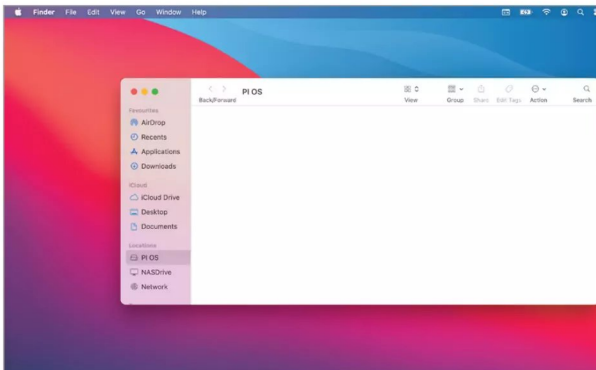 Finder File Edit View Go Window Help
PI OS
Back/Forward View Group Share Edit Tags Action Search
Favourites
AirDrop
Recents
Applications
Downloads
iCloud
iCloud Drive
Desktop
Documents
Locations
PI OS
NASDrive
Network